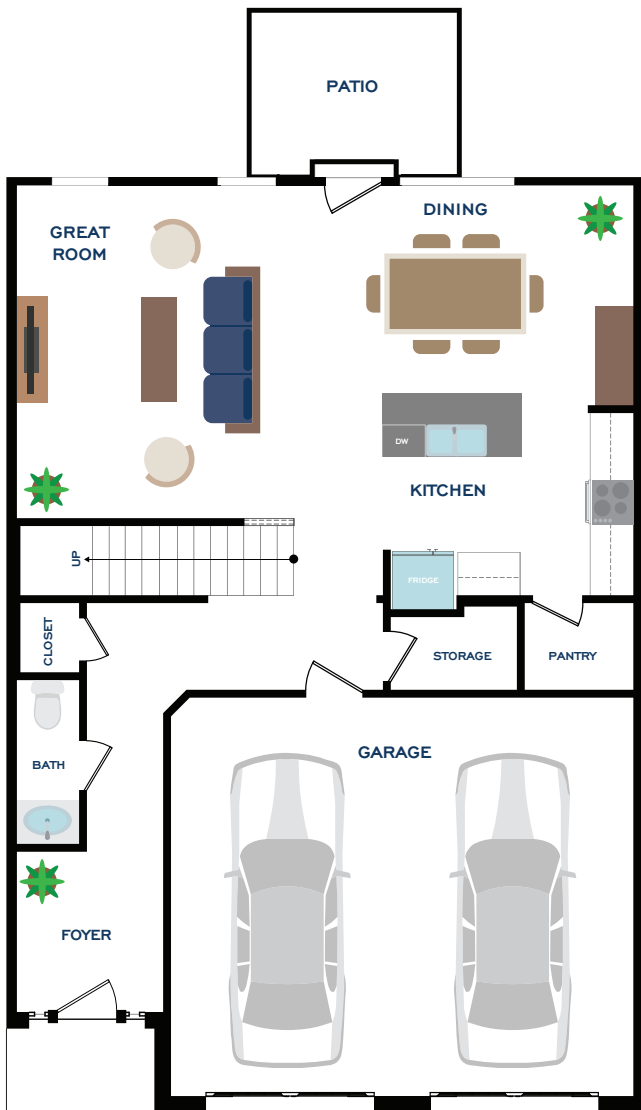 PATIO
DINING
GREAT
ROOM
DW
KITCHEN
UP
FRIDGE
CLOSET
STORAGE
PANTRY
GARAGE
BATH
FOYER